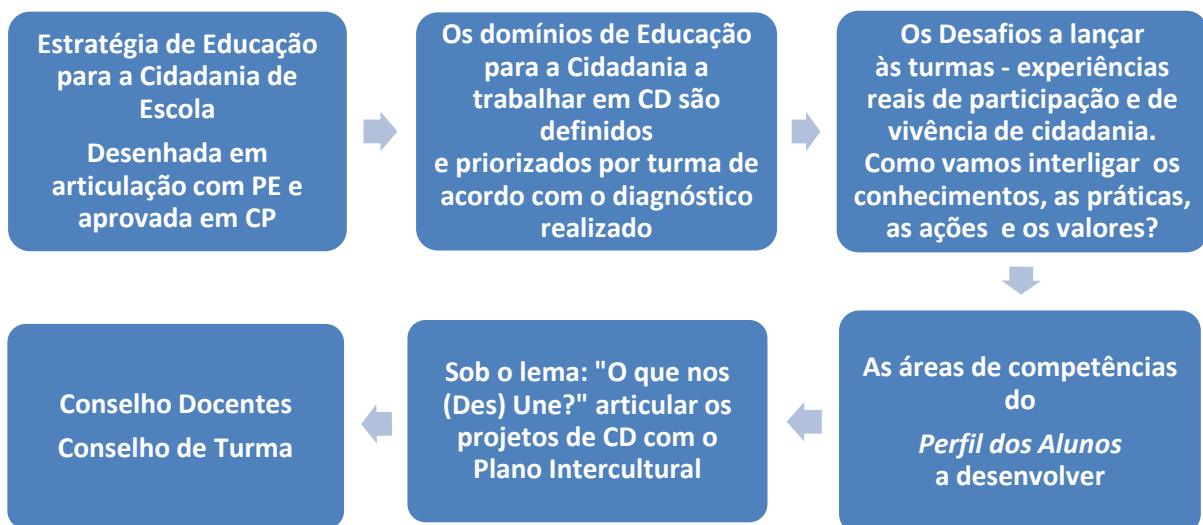 Estratégia de Educação
para a Cidadania de
Escola
Desenhada em
articulação com PE e
aprovada em CP
Os domínios de Educação
para a Cidadania a
trabalhar em CD são
definidos
e priorizados por turma de
acordo com o diagnóstico
realizado
Os Desafios a lançar
às turmas - experiências
reais de participação e de
vivência de cidadania.
Como vamos interligar os
conhecimentos, as práticas,
as ações e os valores?
As áreas de competências
do
Perfil dos Alunos
a desenvolver
Sob o lema: "O que nos
(Des) Une?" articular os
projetos de CD com o
Plano Intercultural
Conselho Docentes
Conselho de Turma